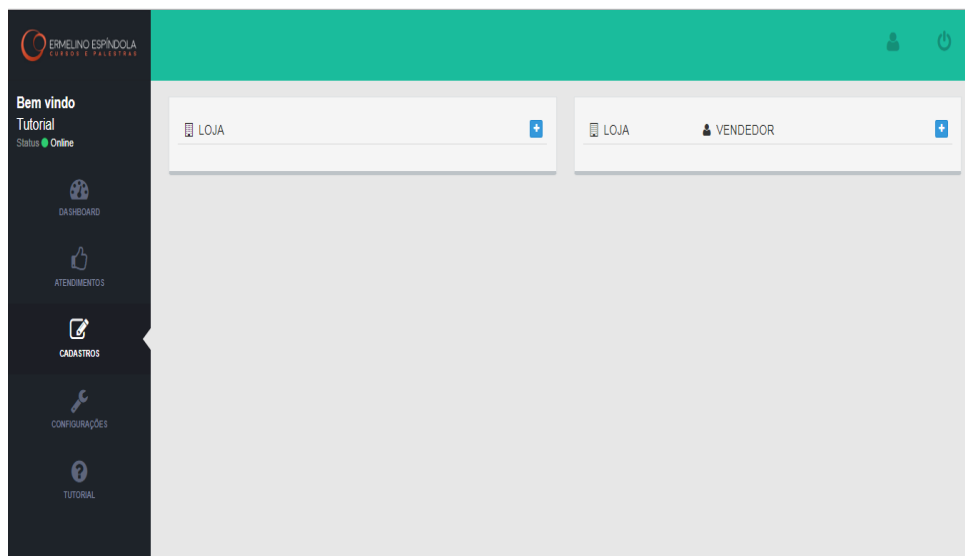 ERMELINO ESPÍNDOLA
CURSOS E PALESTRAS
Bem vindo
Tutorial
Status Online
DASHBOARD
ATENDIMENTOS
CADASTROS
CONFIGURAÇÕES
TUTORIAL
LOJA
LOJA VENDEDOR